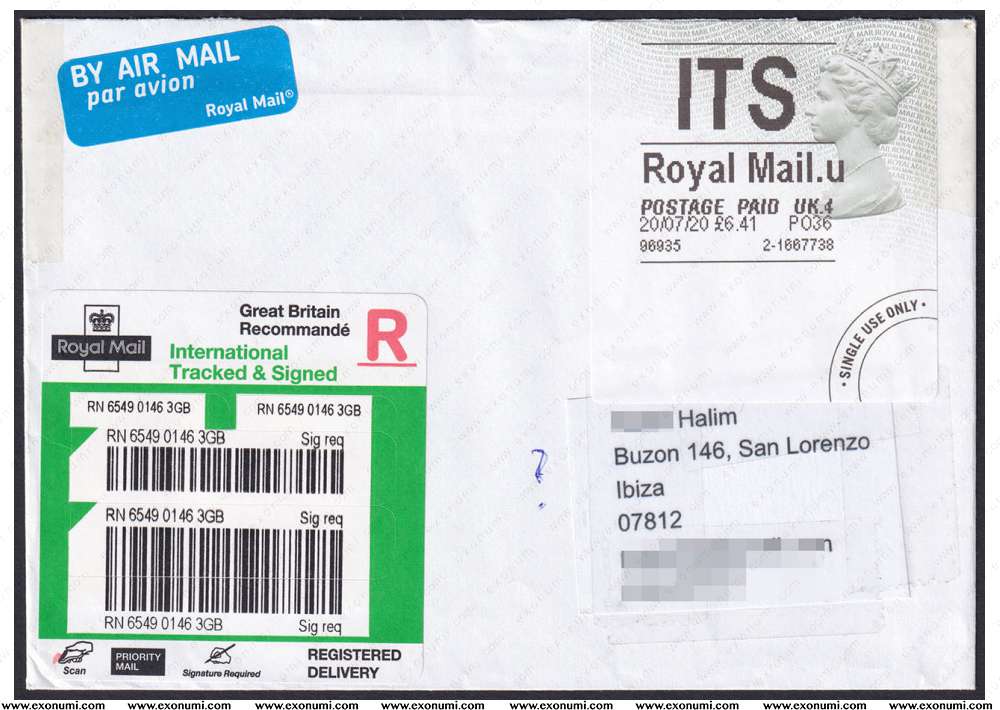 BY AIR MAIL
par avion
Royal Mail®
ITS
Royal Mail.u
POSTAGE PAID UK.4
20/07/20 £6.41 PO36
96935 2-1667738
· SINGLE USE ONLY ·
Great Britain
Recommandé
R
Royal Mail
International
Tracked & Signed
RN 6549 0146 3GB RN 6549 0146 3GB
RN 6549 0146 3GB Sig req
RN 6549 0146 3GB Sig req
RN 6549 0146 3GB Sig req
Scan
PRIORITY
MAIL
Signature Required
REGISTERED
DELIVERY
?
Halim
Buzon 146, San Lorenzo
Ibiza
07812
www.exonumi.com www.exonumi.com www.exonumi.com www.exonumi.com www.exonumi.com www.exonumi.com www.exonumi.com www.exonumi.com